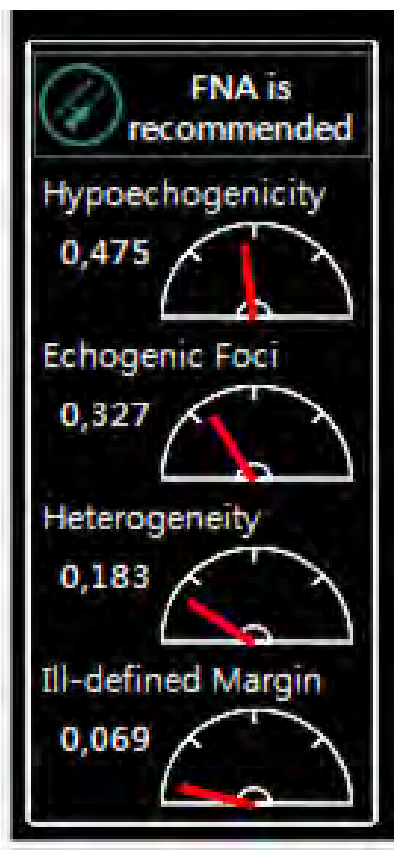 FNA is
recommended
Hypoechogenicity
0,475
Echogenic Foci
0,327
Heterogeneity
0,183
Ill-defined Margin
0,069